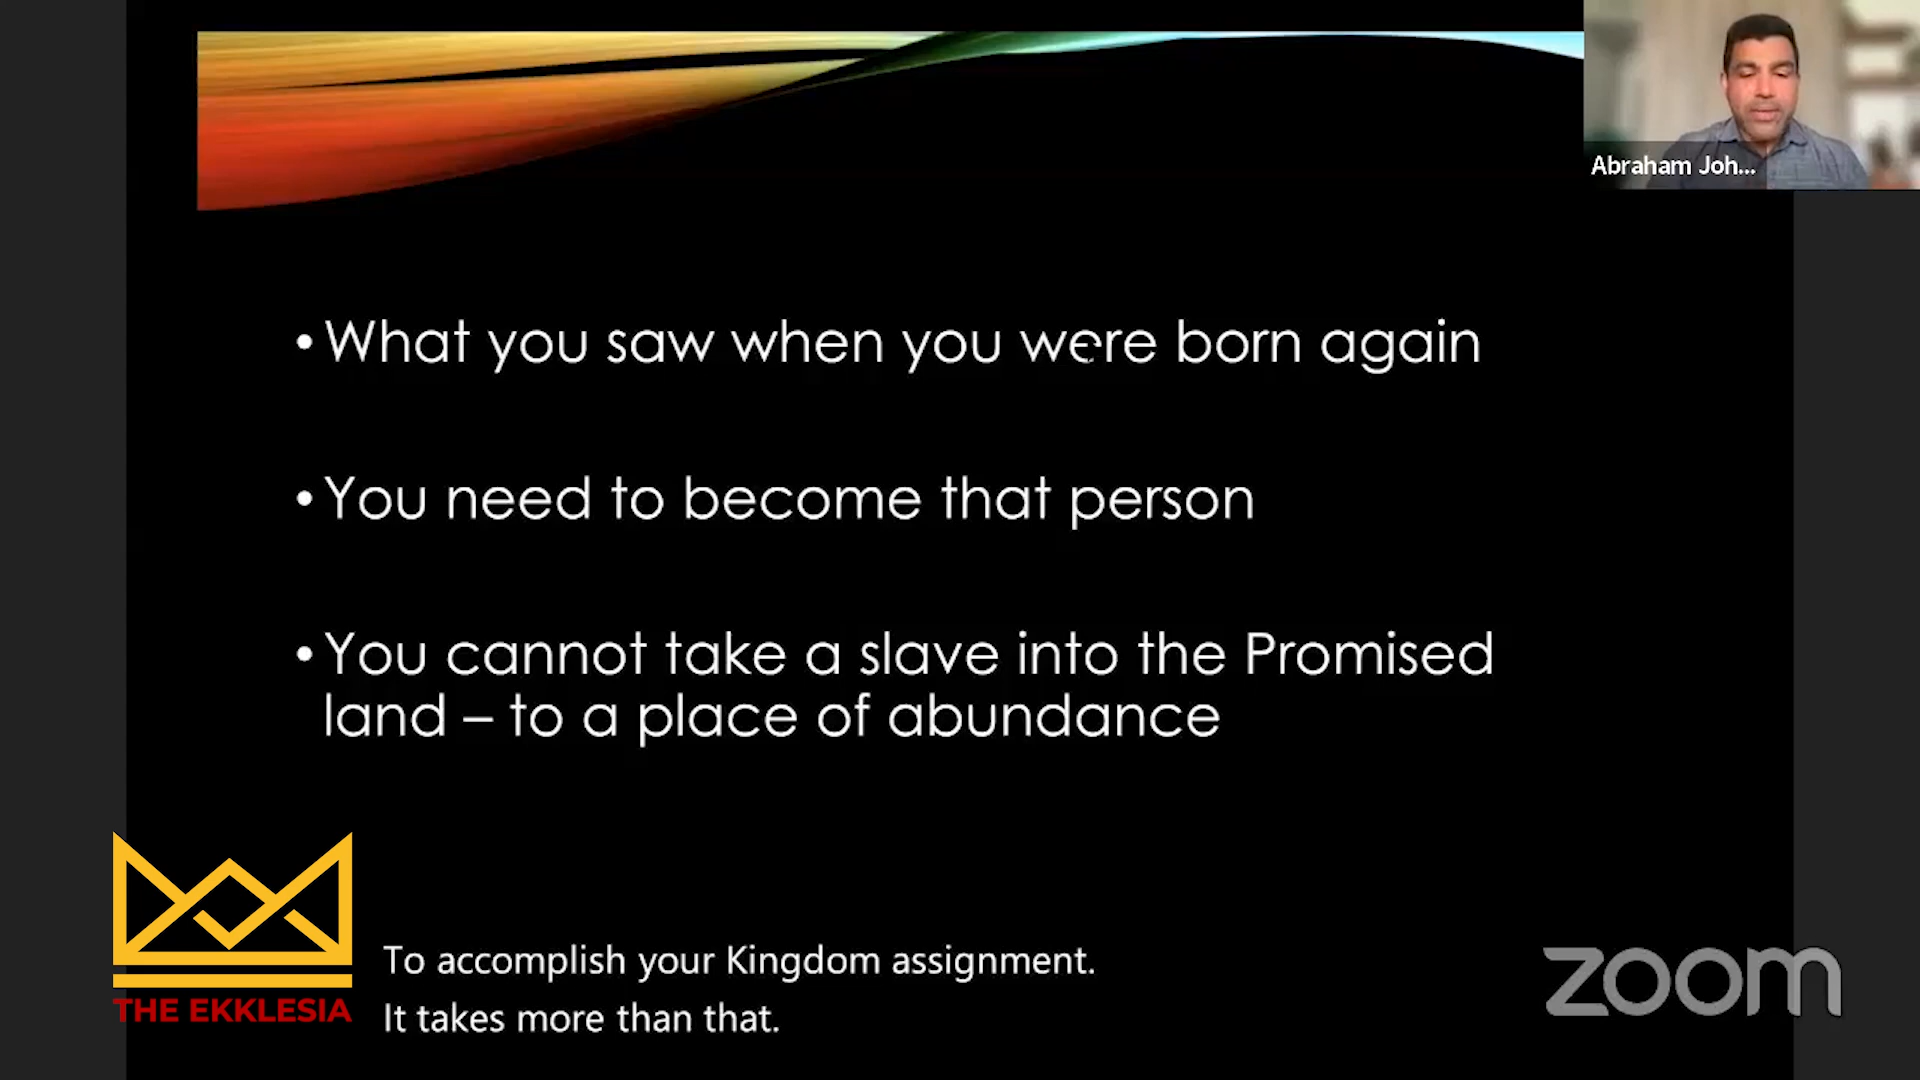 Abraham Joh...
• What you saw when you were born again
• You need to become that person
• You cannot take a slave into the Promised
land – to a place of abundance
THE EKKLESIA
To accomplish your Kingdom assignment.
It takes more than that.
zoom